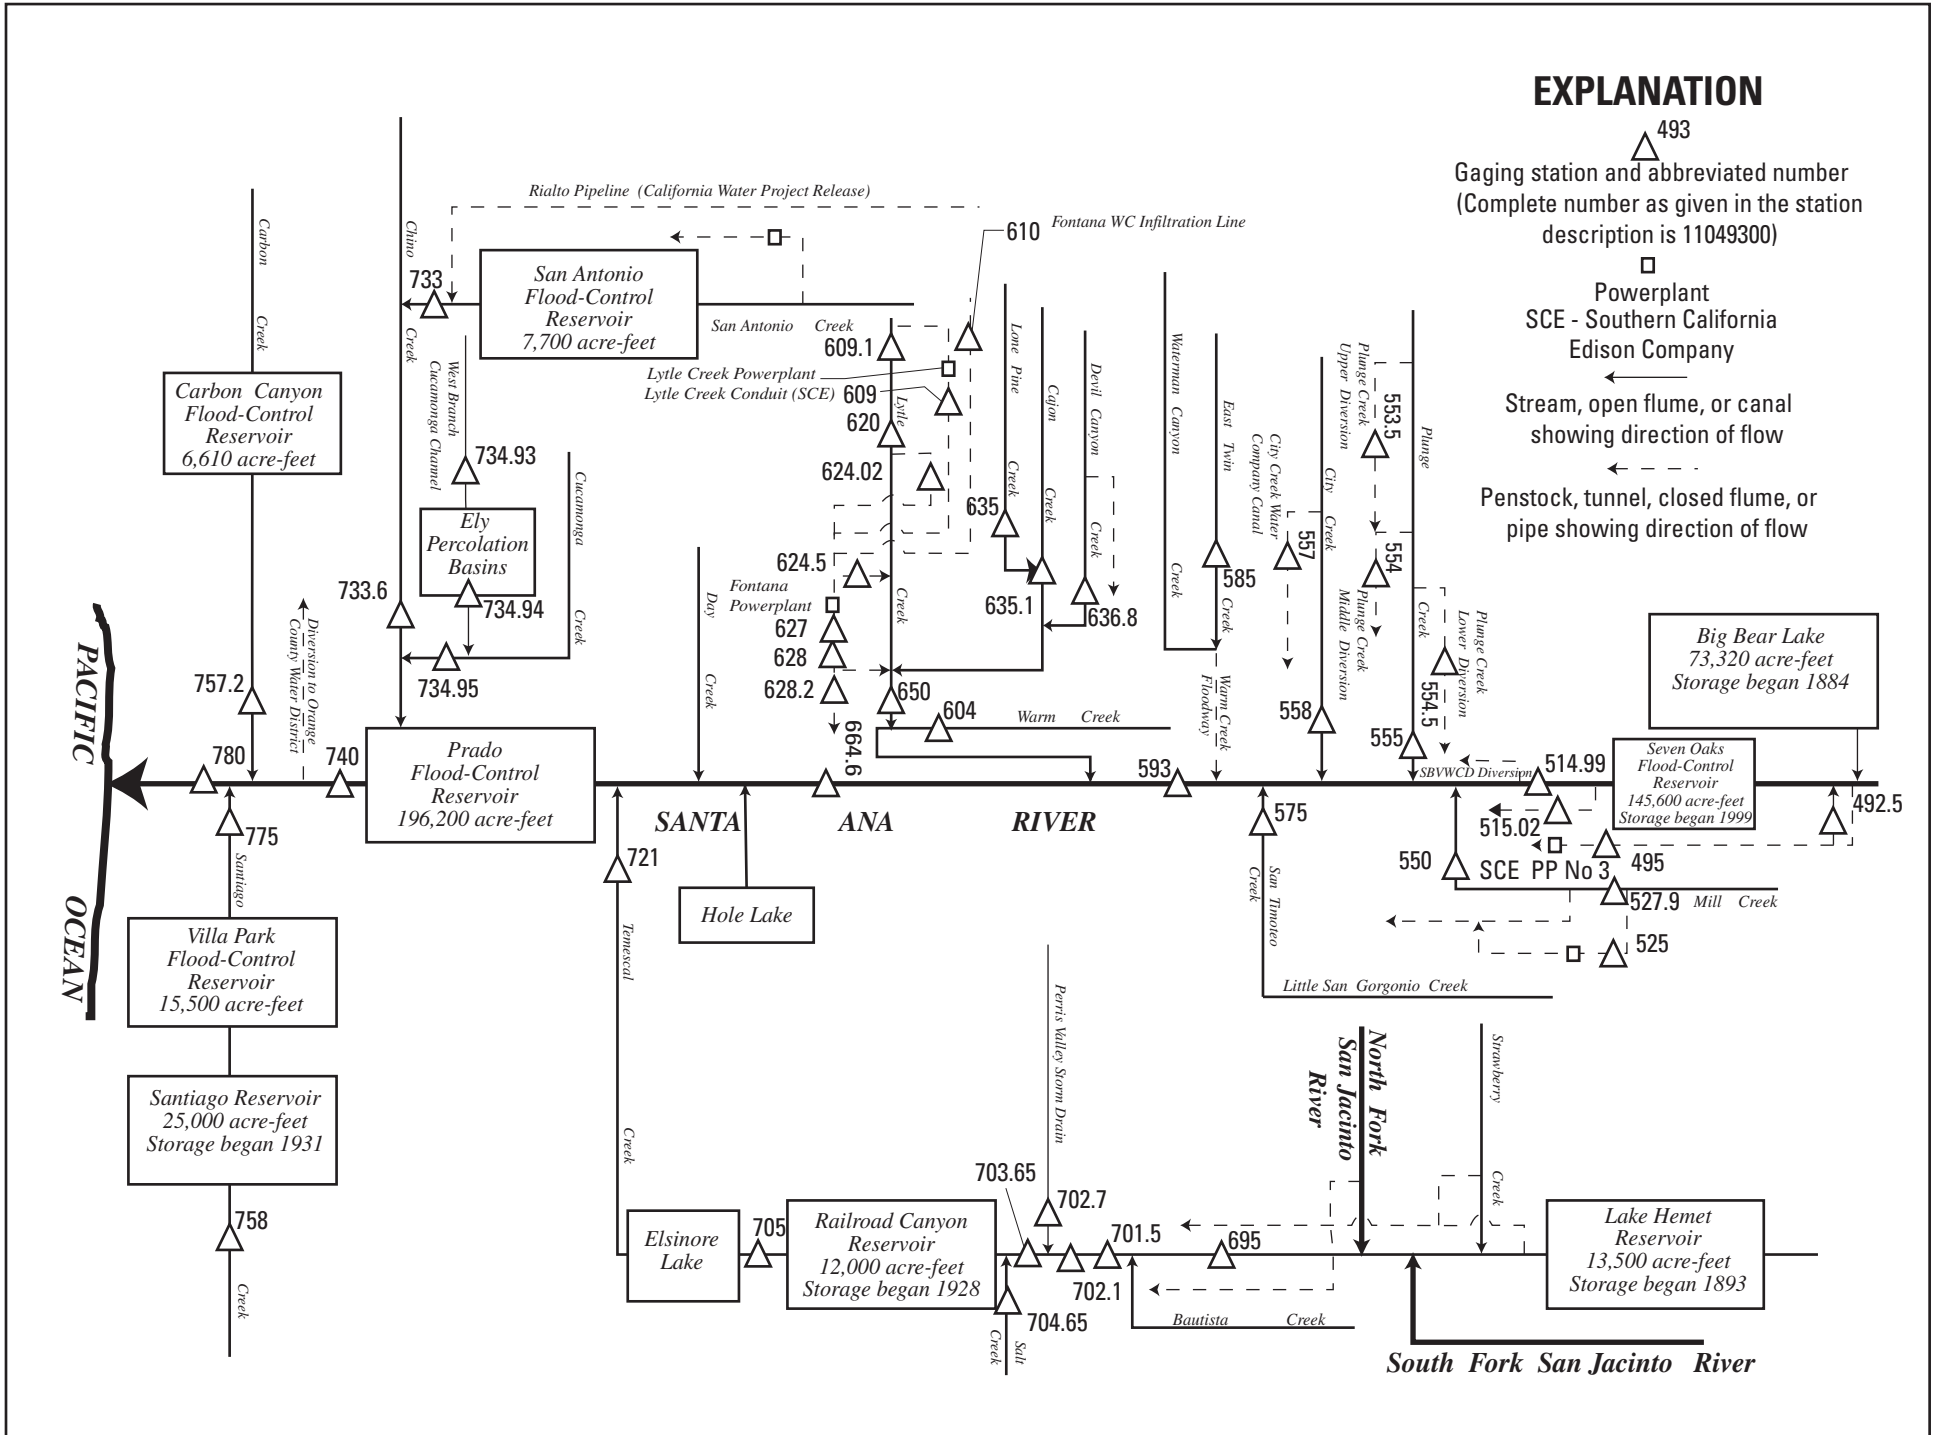 EXPLANATION
493
Gaging station and abbreviated number
(Complete number as given in the station
description is 11049300)
Powerplant
SCE - Southern California
Edison Company
Stream, open flume, or canal
showing direction of flow
Penstock, tunnel, closed flume, or
pipe showing direction of flow
Rialto Pipeline (California Water Project Release)
610
Fontana WC Infiltration Line
Carbon
Creek
Carbon Canyon
Flood-Control
Reservoir
6,610 acre-feet
757.2
Chino
Creek
733
San Antonio
Flood-Control
Reservoir
7,700 acre-feet
San Antonio Creek
West Branch
Cucamonga Channel
734.93
Ely
Percolation
Basins
734.94
Cucamonga
Creek
733.6
734.95
609.1
Lytle Creek Powerplant
Lytle Creek Conduit (SCE)
609
Lytle
620
624.02
624.5
Fontana
Powerplant
627
628
628.2
Creek
650
664.6
604
Warm Creek
Lone Pine
Creek
635
Cajon
Creek
635.1
Devil Canyon
Creek
636.8
Waterman Canyon
Creek
East Twin
Creek
585
Warm Creek
Floodway
City Creek Water
Company Canal
557
City
Creek
558
Plunge Creek
Upper Diversion
553.5
554
Plunge Creek
Middle Diversion
Plunge
Creek
555
Plunge Creek
Lower Diversion
554.5
Big Bear Lake
73,320 acre-feet
Storage began 1884
Day
Creek
Diversion to Orange
County Water District
PACIFIC
OCEAN
780
740
Prado
Flood-Control
Reservoir
196,200 acre-feet
SANTA ANA RIVER
593
SBVWCD Diversion
514.99
Seven Oaks
Flood-Control
Reservoir
145,600 acre-feet
Storage began 1999
492.5
515.02
495
SCE PP No 3
550
527.9
Mill Creek
525
575
San Timoteo
Creek
Little San Gorgonio Creek
775
Santiago
Villa Park
Flood-Control
Reservoir
15,500 acre-feet
Santiago Reservoir
25,000 acre-feet
Storage began 1931
758
Creek
721
Temescal
Creek
Hole Lake
Elsinore
Lake
705
Railroad Canyon
Reservoir
12,000 acre-feet
Storage began 1928
703.65
Perris Valley Storm Drain
702.7
701.5
702.1
704.65
Salt
Creek
695
Bautista Creek
North Fork
San Jacinto
River
Strawberry
Creek
Lake Hemet
Reservoir
13,500 acre-feet
Storage began 1893
South Fork San Jacinto River